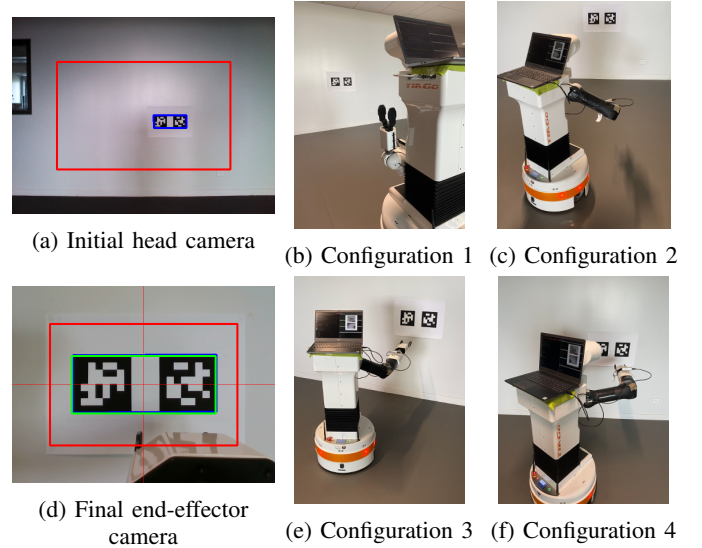 (a) Initial head camera
(b) Configuration 1
(c) Configuration 2
TIAGo
(d) Final end-effector
camera
(e) Configuration 3
(f) Configuration 4